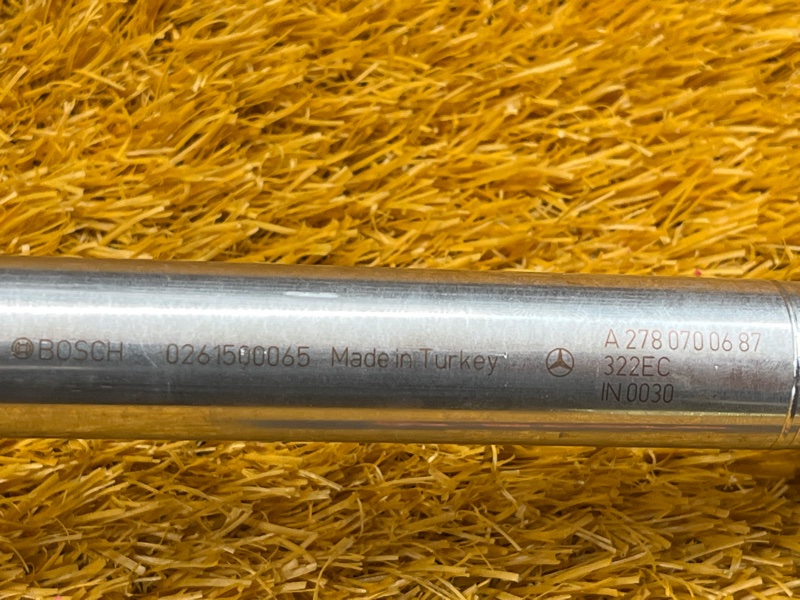 BOSCH 0261500065 Made in Turkey
A 278 070 06 87
322EC
IN 0030